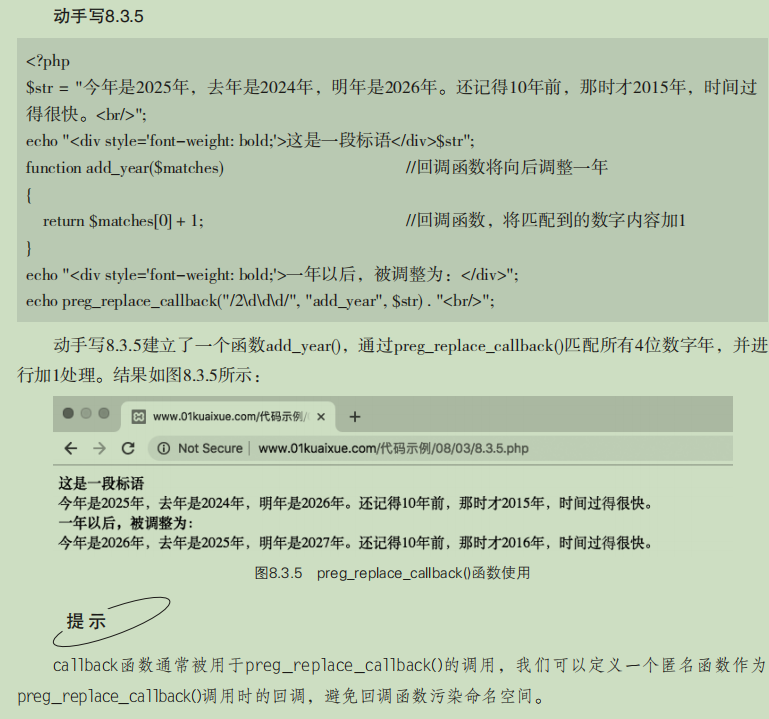 动手写8.3.5
<?php
$str = "今年是2025年，去年是2024年，明年是2026年。还记得10年前，那时才2015年，时间过
得很快。<br/>";
echo "<div style='font-weight: bold;'>这是一段标语</div>$str";
function add_year($matches) //回调函数将向后调整一年
{
return $matches[0] + 1; //回调函数，将匹配到的数字内容加1
}
echo "<div style='font-weight: bold;'>一年以后，被调整为：</div>";
echo preg_replace_callback("/2\d\d\d/", "add_year", $str) . "<br/>";
动手写8.3.5建立了一个函数add_year()，通过preg_replace_callback()匹配所有4位数字年，并进
行加1处理。结果如图8.3.5所示：
www.01kuaixue.com/代码示例/ × +
Not Secure | www.01kuaixue.com/代码示例/08/03/8.3.5.php
这是一段标语
今年是2025年，去年是2024年，明年是2026年。还记得10年前，那时才2015年，时间过得很快。
一年以后，被调整为：
今年是2026年，去年是2025年，明年是2027年。还记得10年前，那时才2016年，时间过得很快。
图8.3.5 preg_replace_callback()函数使用
提示
callback函数通常被用于preg_replace_callback()的调用，我们可以定义一个匿名函数作为
preg_replace_callback()调用时的回调，避免回调函数污染命名空间。